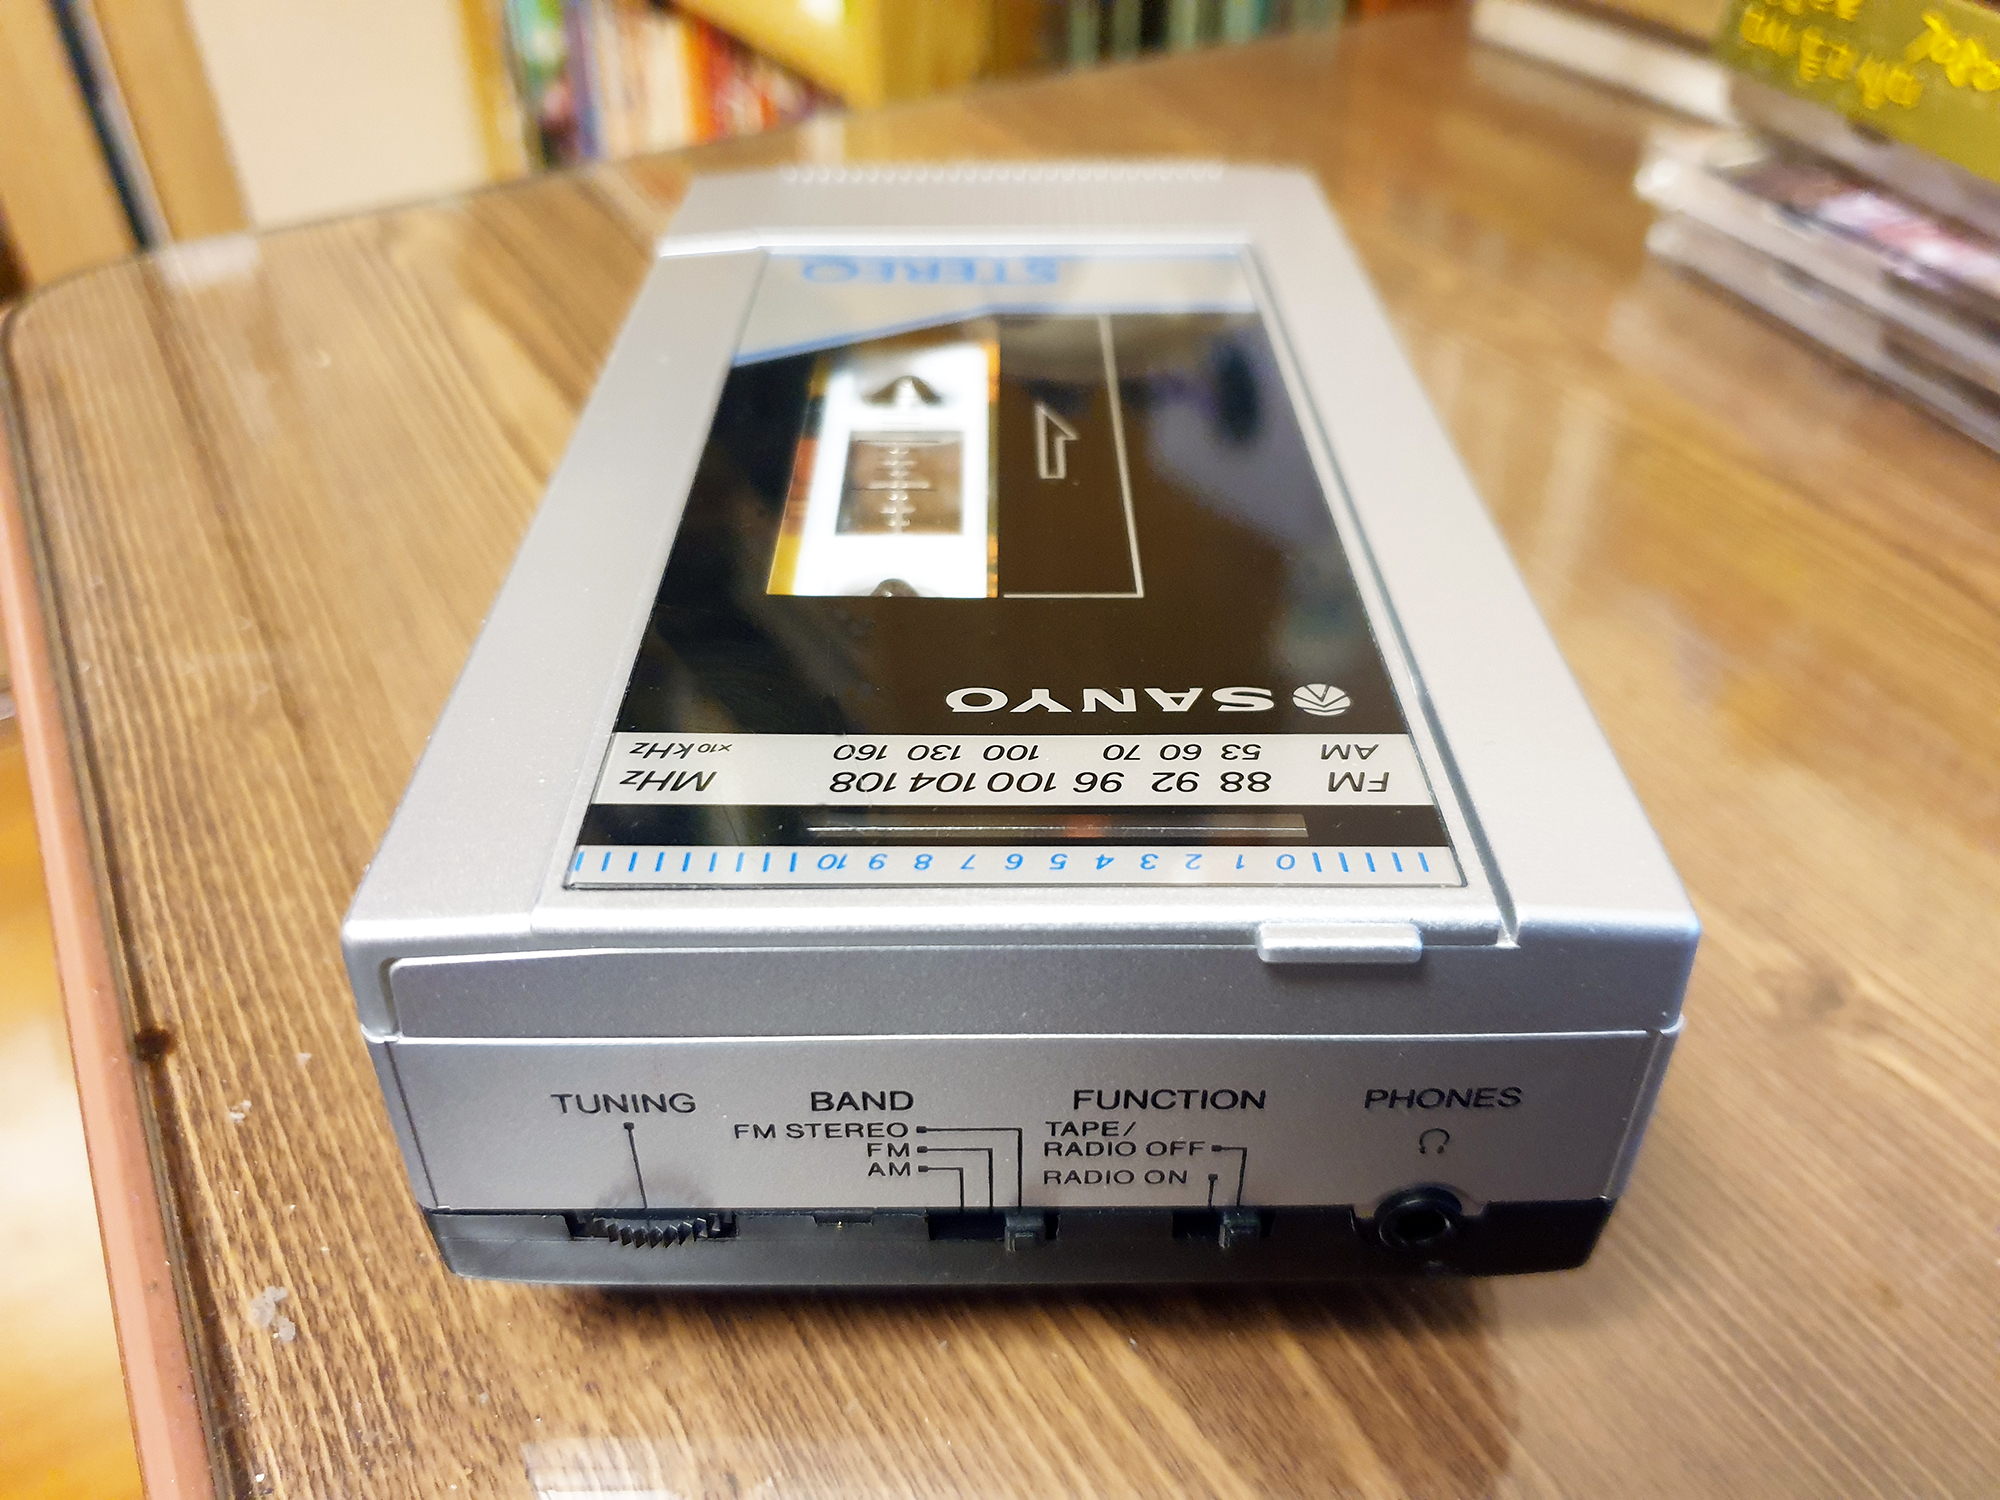 STEREO
SANYO
AM 53 60 70 100 130 160 x10 kHz
FM 88 92 96 100 104 108 MHz
0 1 2 3 4 5 6 7 8 9 10
TUNING
BAND
FM STEREO
FM
AM
FUNCTION
TAPE/
RADIO OFF
RADIO ON
PHONES